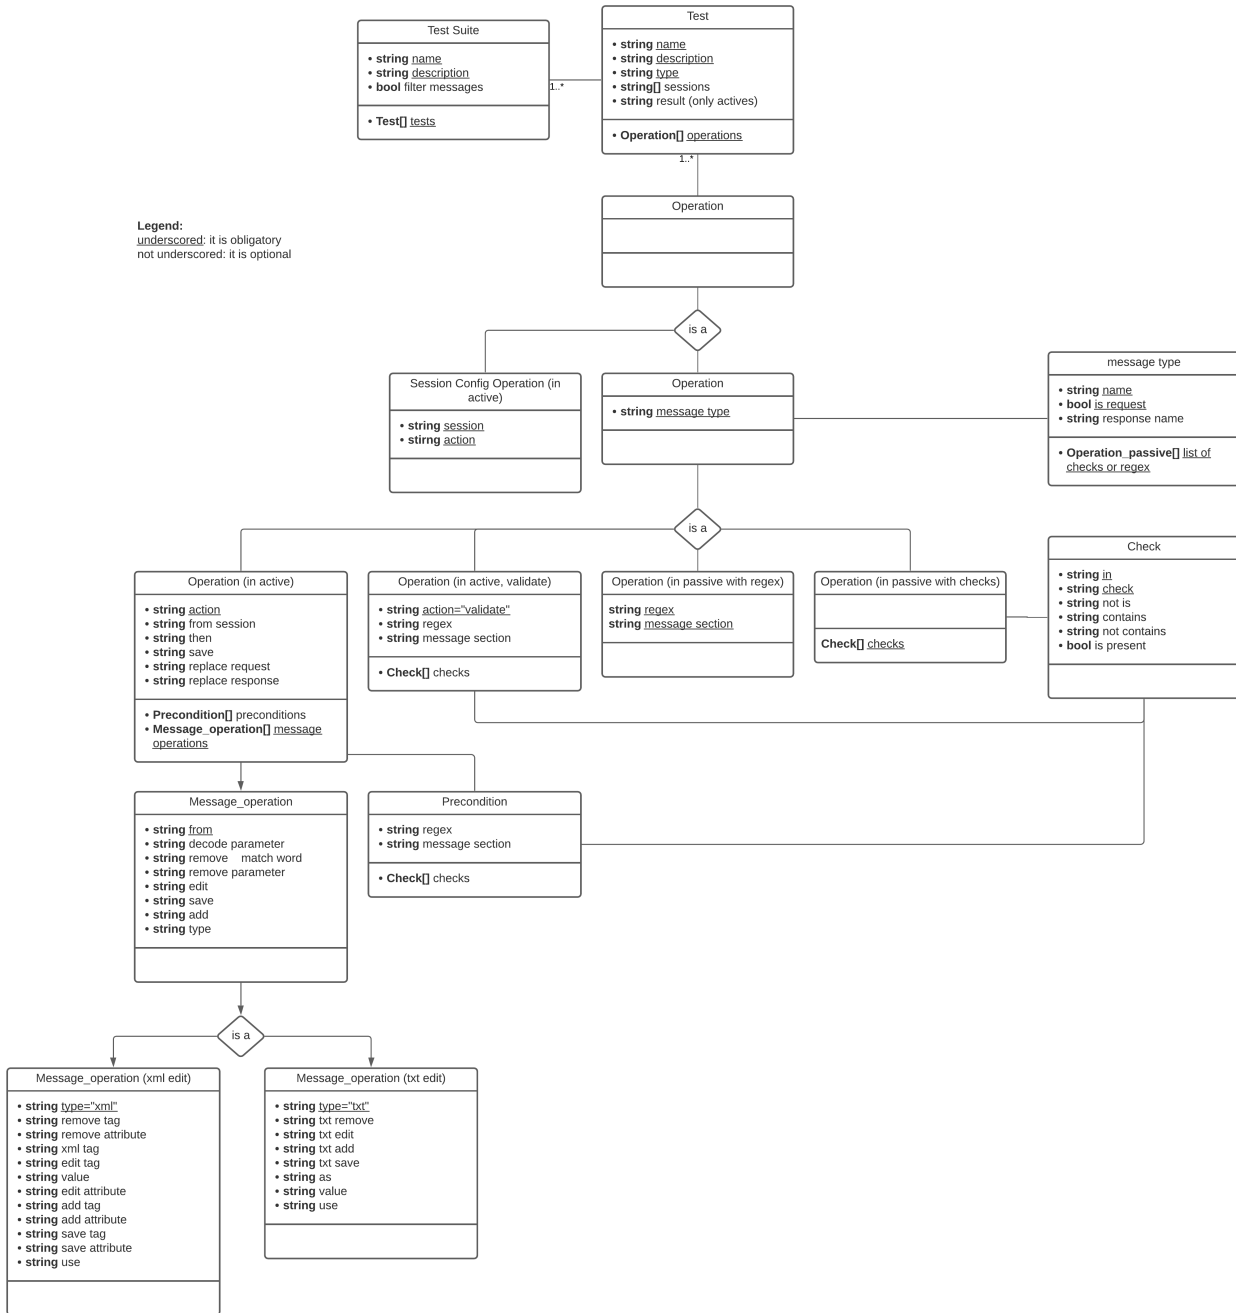 Test Suite
• string name
• string description
• bool filter messages
• Test[] tests
1..*
Test
• string name
• string description
• string type
• string[] sessions
• string result (only actives)
• Operation[] operations
1..*
Operation
Legend:
underscored: it is obligatory
not underscored: it is optional
is a
Session Config Operation (in
active)
• string session
• stirng action
Operation
• string message type
message type
• string name
• bool is request
• string response name
• Operation_passive[] list of
checks or regex
is a
Operation (in active)
• string action
• string from session
• string then
• string save
• string replace request
• string replace response
• Precondition[] preconditions
• Message_operation[] message
operations
Operation (in active, validate)
• string action="validate"
• string regex
• string message section
• Check[] checks
Operation (in passive with regex)
string regex
string message section
Operation (in passive with checks)
Check[] checks
Check
• string in
• string check
• string not is
• string contains
• string not contains
• bool is present
Message_operation
• string from
• string decode parameter
• string remove match word
• string remove parameter
• string edit
• string save
• string add
• string type
Precondition
• string regex
• string message section
• Check[] checks
is a
Message_operation (xml edit)
• string type="xml"
• string remove tag
• string remove attribute
• string xml tag
• string edit tag
• string value
• string edit attribute
• string add tag
• string add attribute
• string save tag
• string save attribute
• string use
Message_operation (txt edit)
• string type="txt"
• string txt remove
• string txt edit
• string txt add
• string txt save
• string as
• string value
• string use